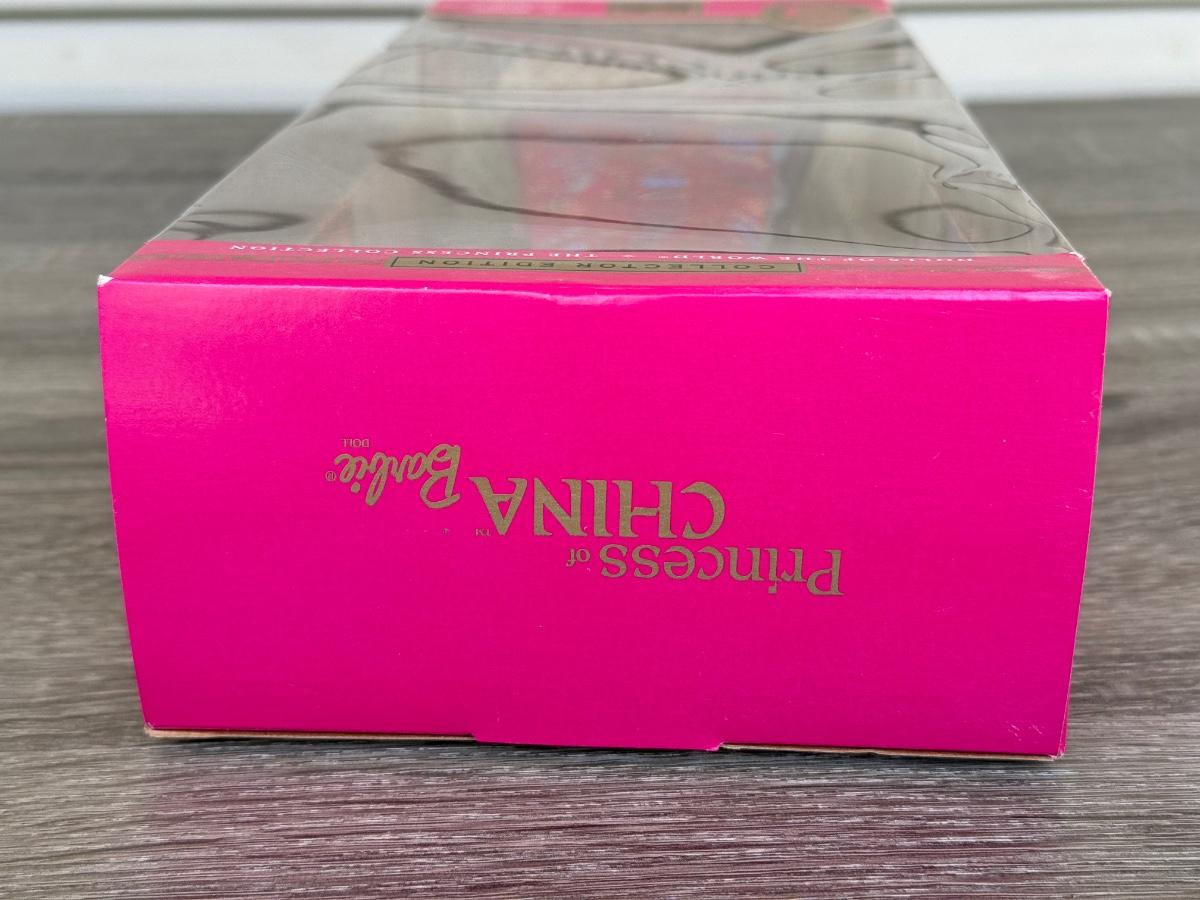 Princess of
CHINA™ Barbie®
DOLL
COLLECTOR EDITION
DOLLS OF THE WORLD® ✦ THE PRINCESS COLLECTION